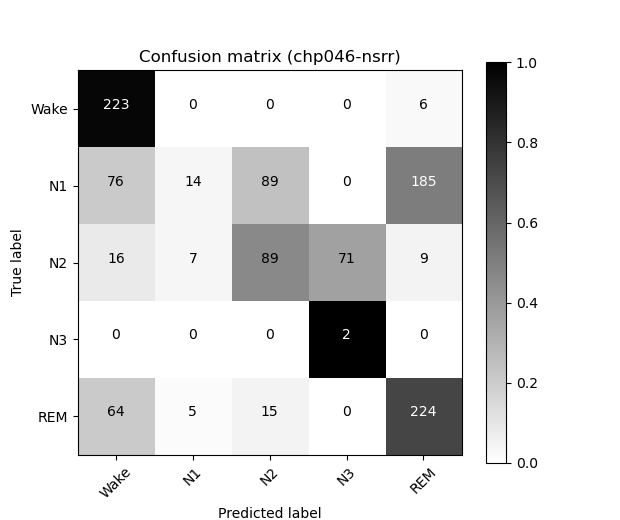 Confusion matrix (chp046-nsrr)
1.0
Wake 223 0 0 0 6
0.8
N1 76 14 89 0 185
0.6
True label
N2 16 7 89 71 9
0.4
N3 0 0 0 2 0
0.2
REM 64 5 15 0 224
0.0
Wake N1 N2 N3 REM
Predicted label